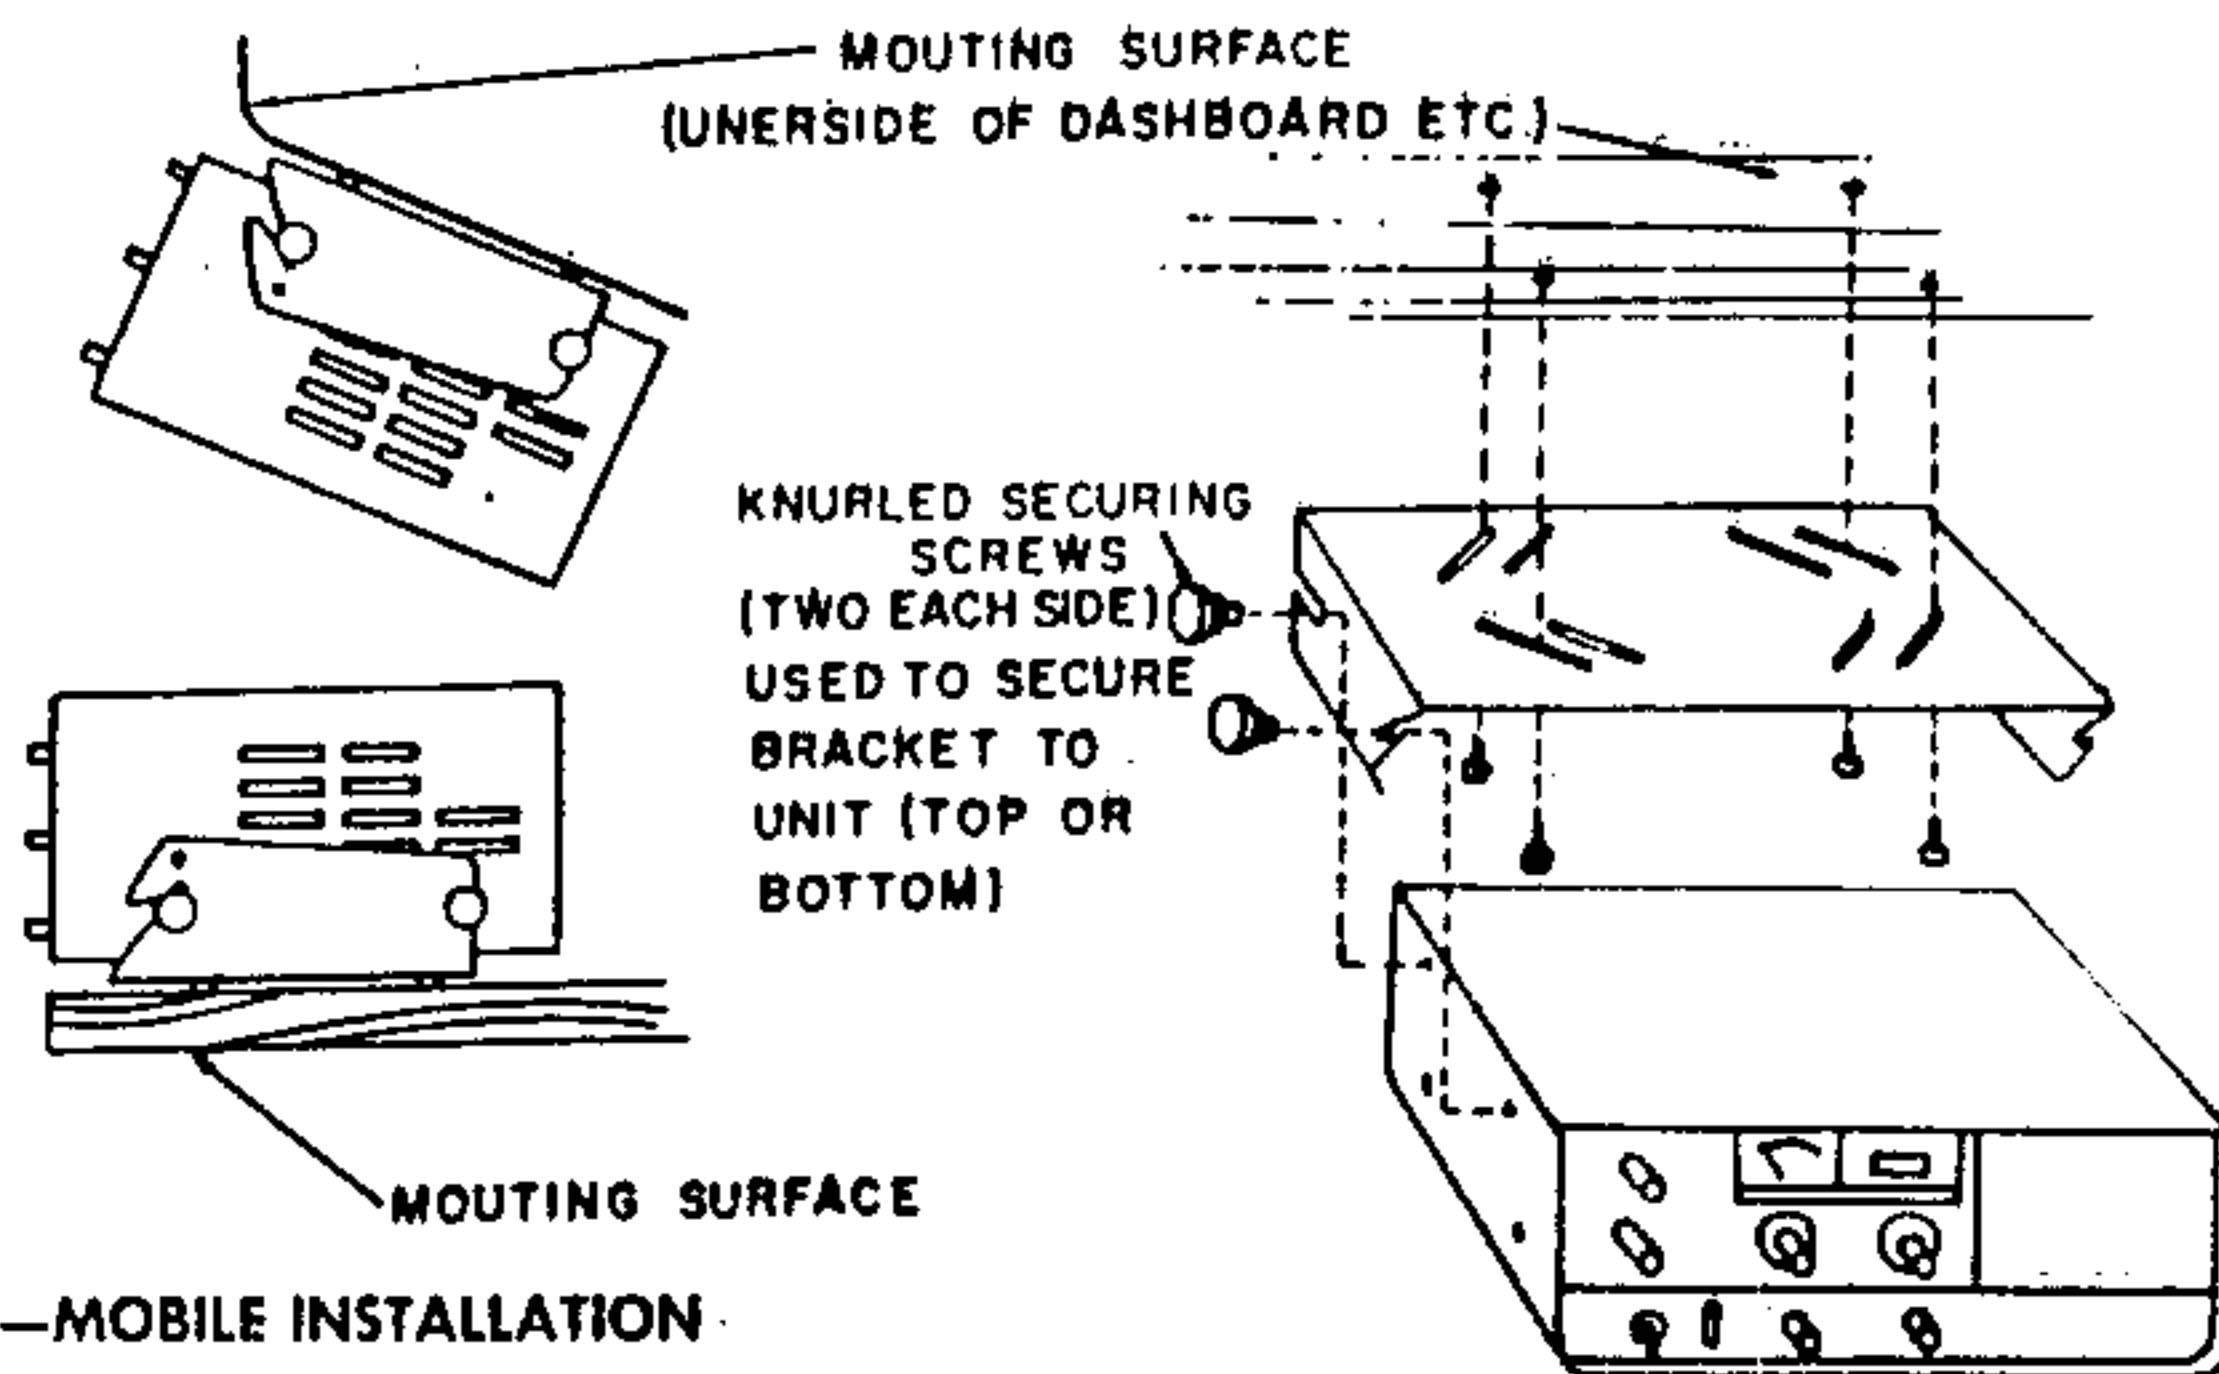 MOUTING SURFACE
(UNERSIDE OF DASHBOARD ETC.)
KNURLED SECURING
SCREWS
(TWO EACH SIDE)
USED TO SECURE
BRACKET TO
UNIT (TOP OR
BOTTOM)
MOUTING SURFACE
—MOBILE INSTALLATION